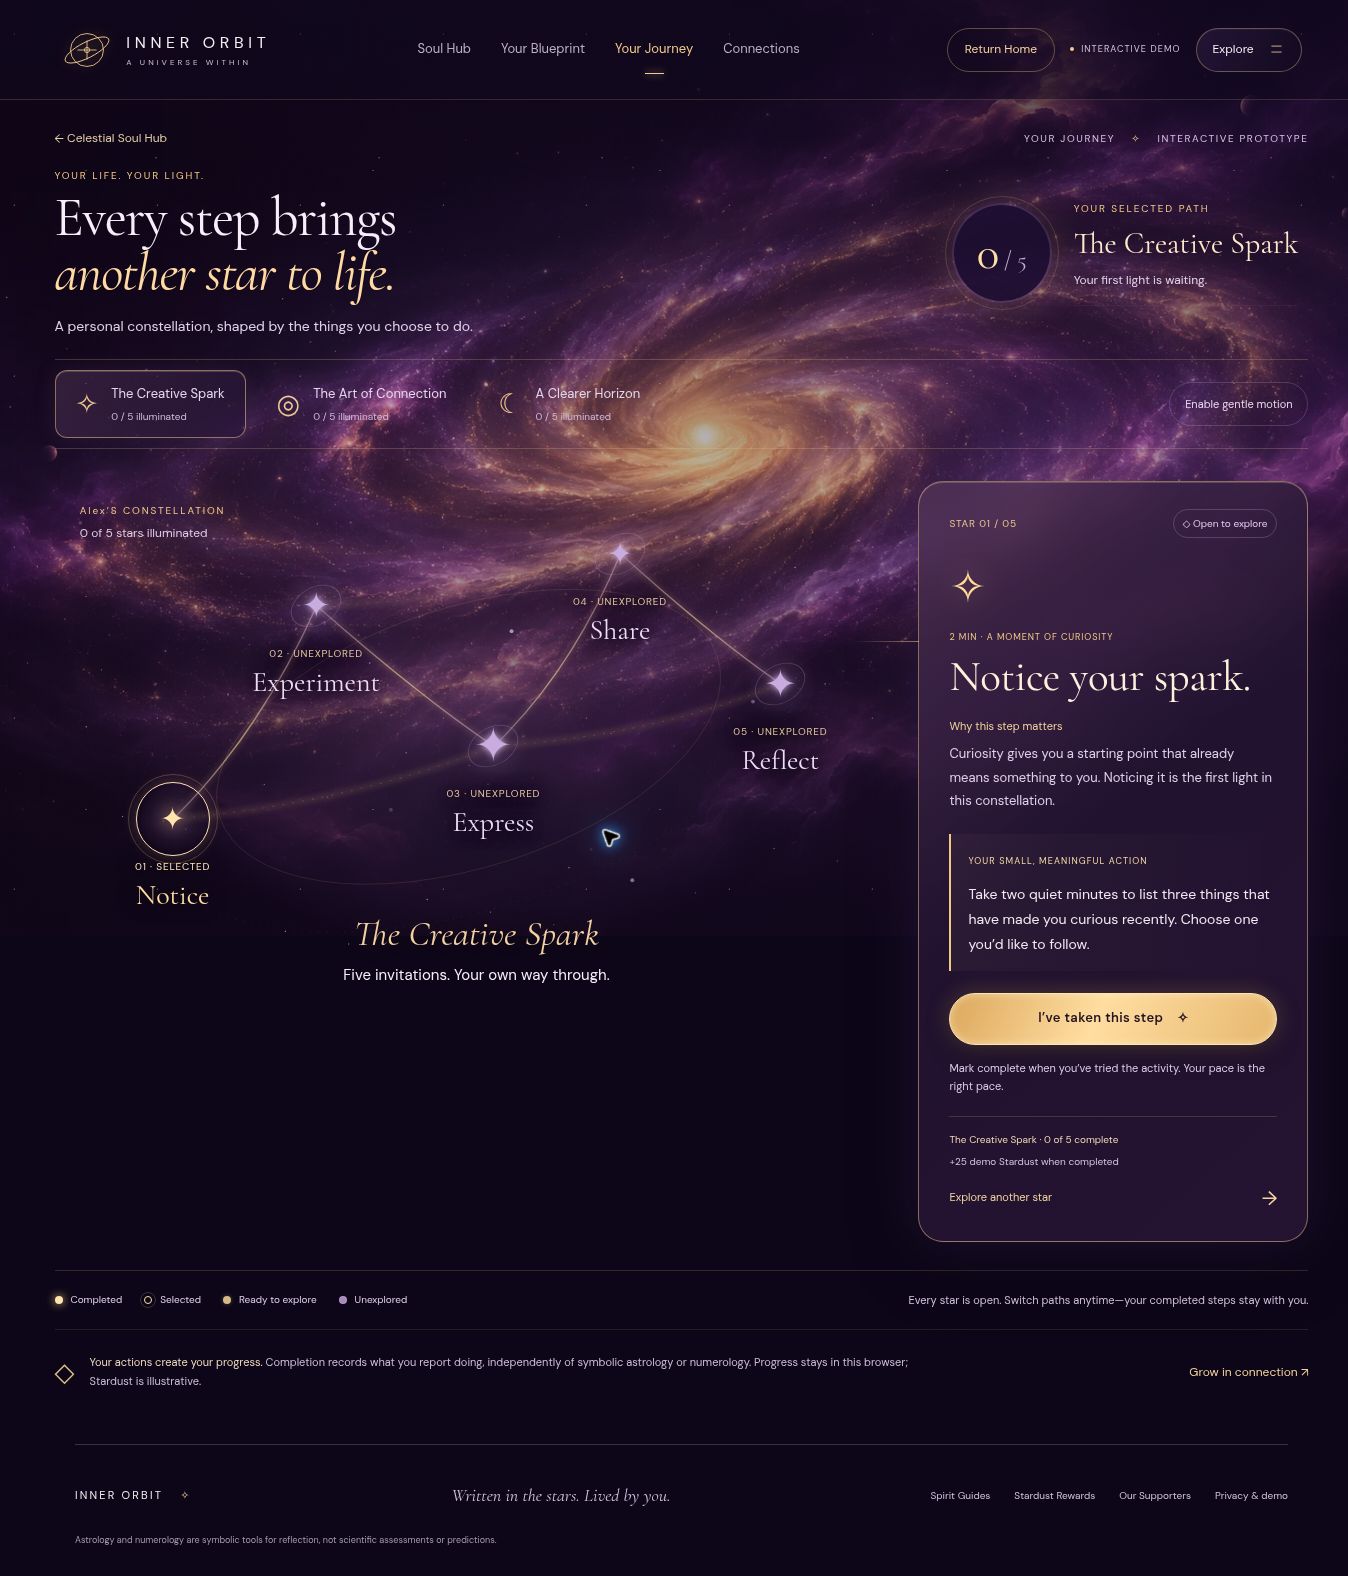 INNER ORBIT
A UNIVERSE WITHIN
Soul Hub
Your Blueprint
Your Journey
Connections
Return Home
INTERACTIVE DEMO
Explore
← Celestial Soul Hub
YOUR JOURNEY ✧ INTERACTIVE PROTOTYPE
YOUR LIFE. YOUR LIGHT.
Every step brings
another star to life.
A personal constellation, shaped by the things you choose to do.
0 / 5
YOUR SELECTED PATH
The Creative Spark
Your first light is waiting.
The Creative Spark
0 / 5 illuminated
The Art of Connection
0 / 5 illuminated
A Clearer Horizon
0 / 5 illuminated
Enable gentle motion
Alex'S CONSTELLATION
0 of 5 stars illuminated
04 · UNEXPLORED
Share
02 · UNEXPLORED
Experiment
05 · UNEXPLORED
Reflect
03 · UNEXPLORED
Express
01 · SELECTED
Notice
The Creative Spark
Five invitations. Your own way through.
STAR 01 / 05
◇ Open to explore
2 MIN · A MOMENT OF CURIOSITY
Notice your spark.
Why this step matters
Curiosity gives you a starting point that already
means something to you. Noticing it is the first light in
this constellation.
YOUR SMALL, MEANINGFUL ACTION
Take two quiet minutes to list three things that
have made you curious recently. Choose one
you’d like to follow.
I’ve taken this step ✧
Mark complete when you’ve tried the activity. Your pace is the
right pace.
The Creative Spark · 0 of 5 complete
+25 demo Stardust when completed
Explore another star →
Completed
Selected
Ready to explore
Unexplored
Every star is open. Switch paths anytime—your completed steps stay with you.
Your actions create your progress. Completion records what you report doing, independently of symbolic astrology or numerology. Progress stays in this browser;
Stardust is illustrative.
Grow in connection ↗
INNER ORBIT ✧
Written in the stars. Lived by you.
Spirit Guides
Stardust Rewards
Our Supporters
Privacy & demo
Astrology and numerology are symbolic tools for reflection, not scientific assessments or predictions.